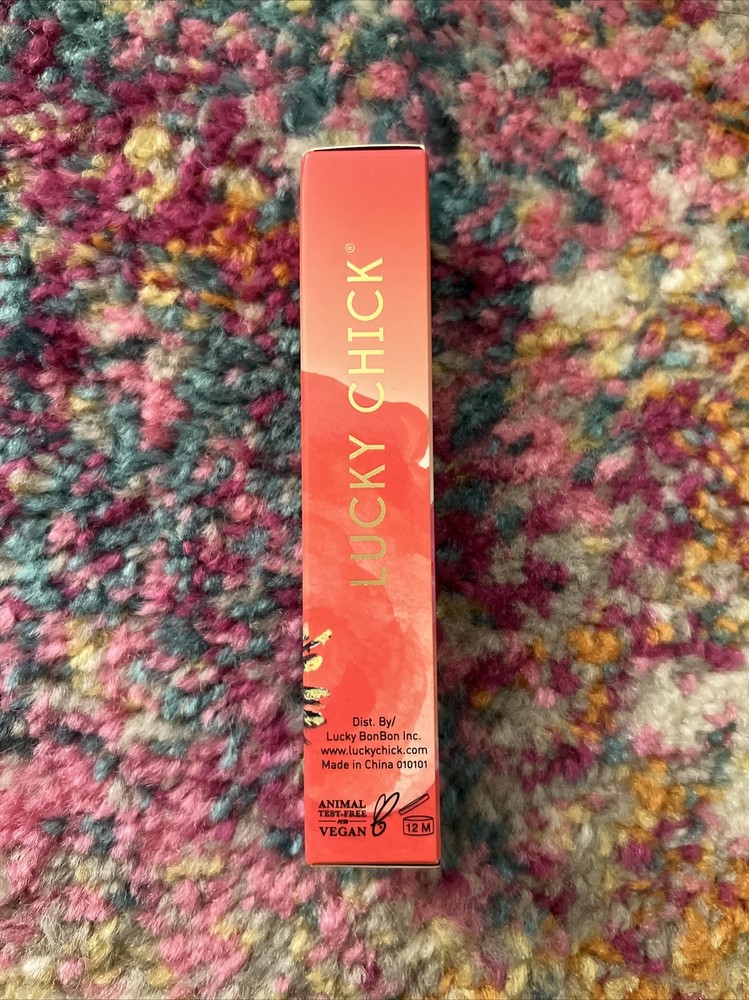 LUCKY CHICK®
Dist. By/
Lucky BonBon Inc.
www.luckychick.com
Made in China 010101
ANIMAL
TEST-FREE
VEGAN
12 M